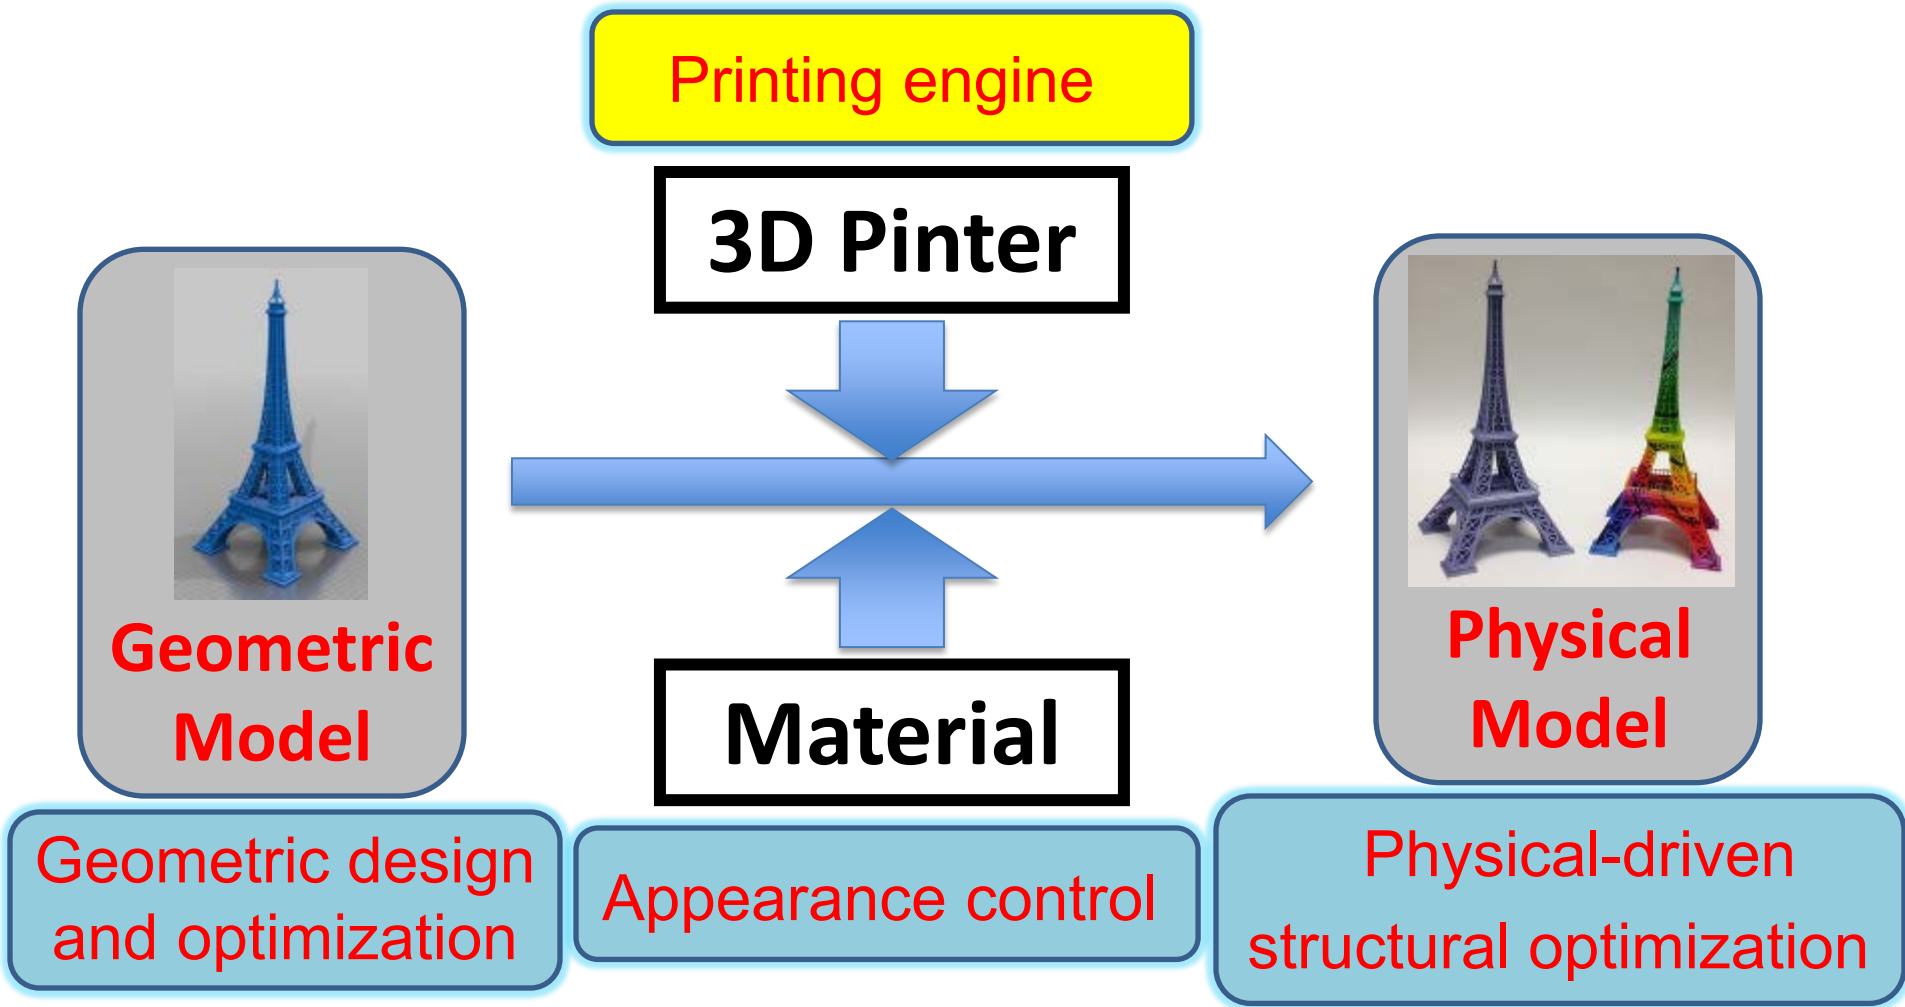 Printing engine
3D Pinter
Geometric
Model
Physical
Model
Material
Geometric design
and optimization
Appearance control
Physical-driven
structural optimization